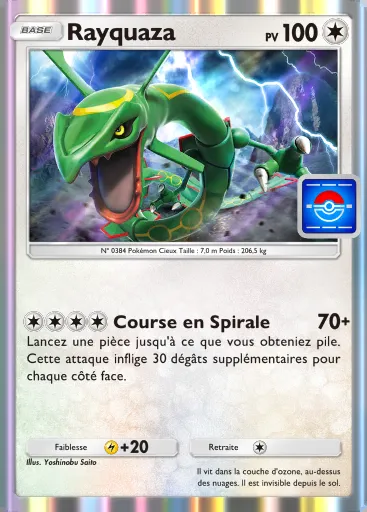 BASE Rayquaza PV 100
N° 0384 Pokémon Cieux Taille : 7,0 m Poids : 206,5 kg
Course en Spirale 70+
Lancez une pièce jusqu'à ce que vous obteniez pile.
Cette attaque inflige 30 dégâts supplémentaires pour
chaque côté face.
Faiblesse +20 Retraite
Illus. Yoshinobu Saito
Il vit dans la couche d'ozone, au-dessus
des nuages. Il est invisible depuis le sol.